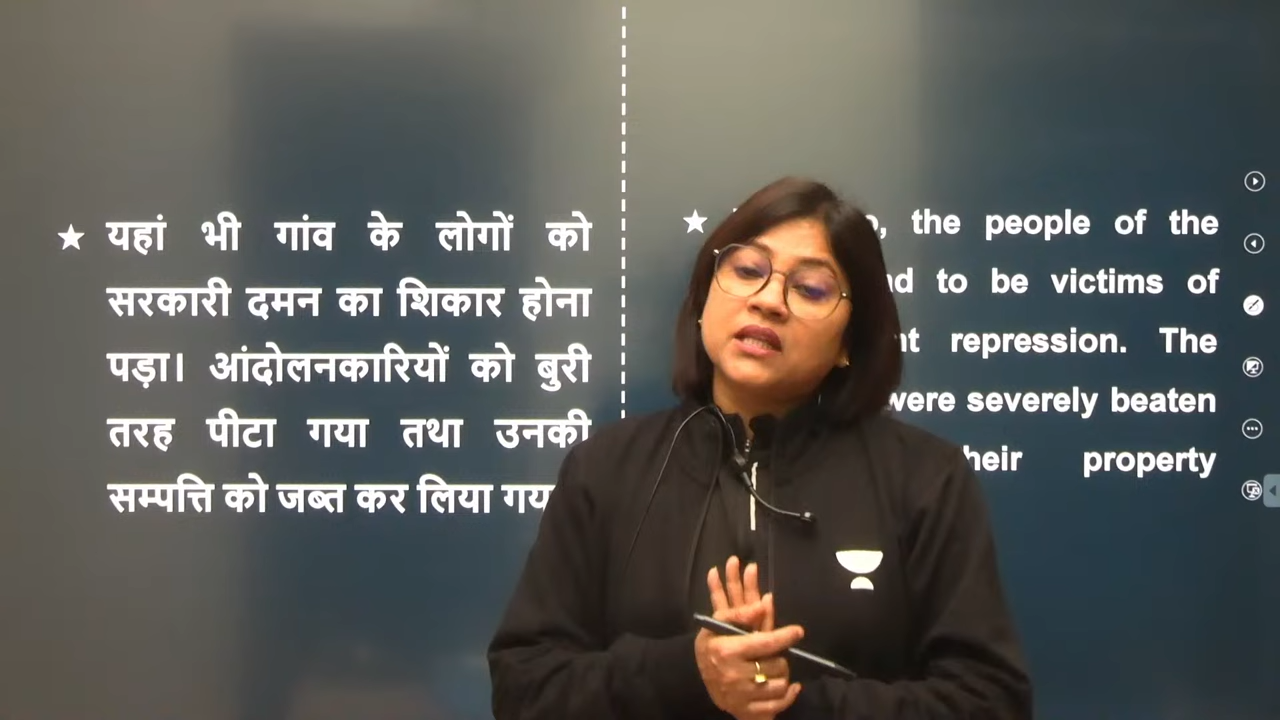 ★ यहां भी गांव के लोगों को
सरकारी दमन का शिकार होना
पड़ा। आंदोलनकारियों को बुरी
तरह पीटा गया तथा उनकी
सम्पत्ति को जब्त कर लिया
★ the people of the
to be victims of
repression. The
were severely beaten
property